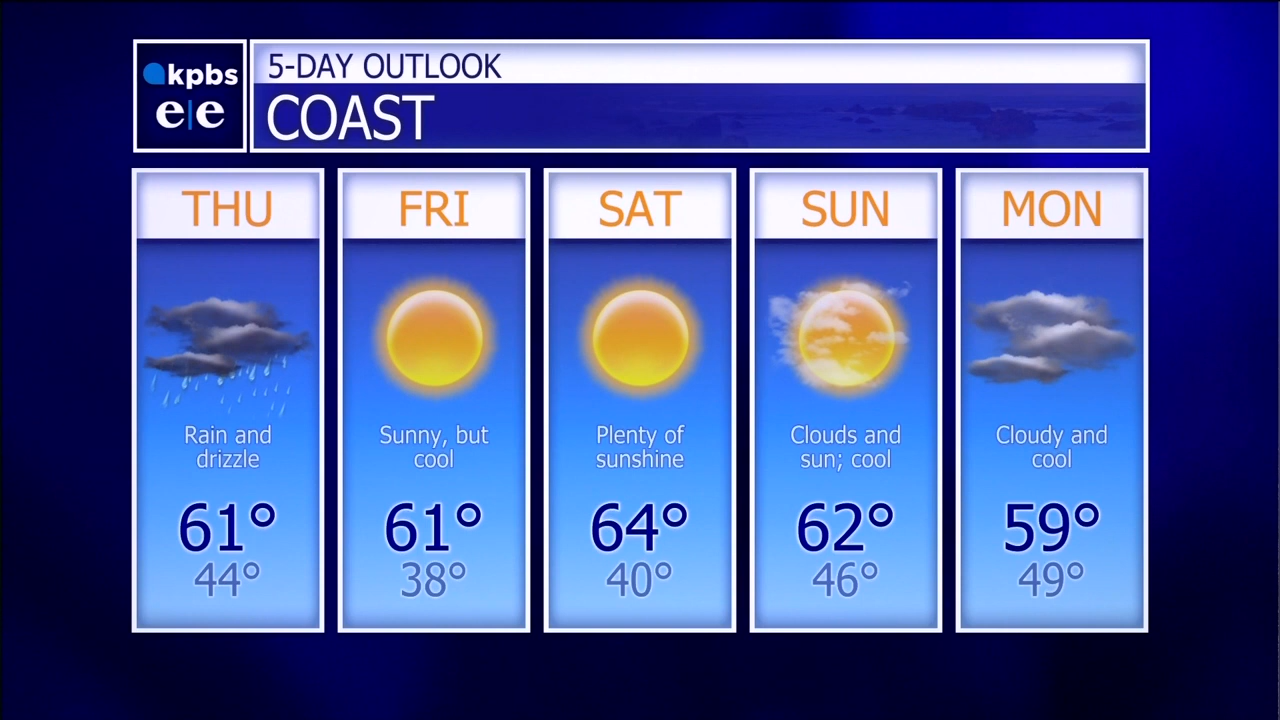 kpbs
e|e
5-DAY OUTLOOK
COAST
THU
Rain and
drizzle
61°
44°
FRI
Sunny, but
cool
61°
38°
SAT
Plenty of
sunshine
64°
40°
SUN
Clouds and
sun; cool
62°
46°
MON
Cloudy and
cool
59°
49°